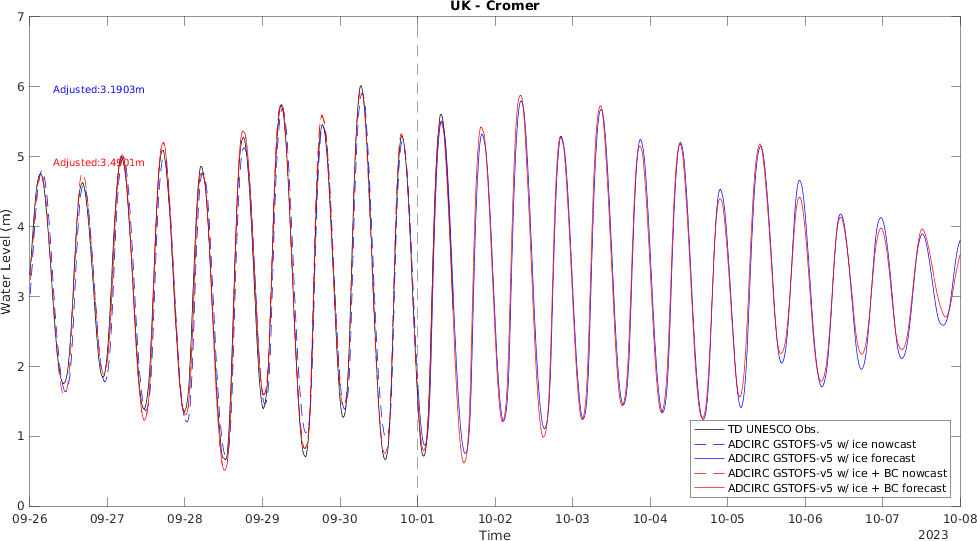 UK - Cromer
7
6
5
4
3
2
1
0
Water Level (m)
Adjusted:3.1903m
Adjusted:3.4901m
TD UNESCO Obs.
ADCIRC GSTOFS-v5 w/ ice nowcast
ADCIRC GSTOFS-v5 w/ ice forecast
ADCIRC GSTOFS-v5 w/ ice + BC nowcast
ADCIRC GSTOFS-v5 w/ ice + BC forecast
09-26 09-27 09-28 09-29 09-30 10-01 10-02 10-03 10-04 10-05 10-06 10-07 10-08
Time
2023